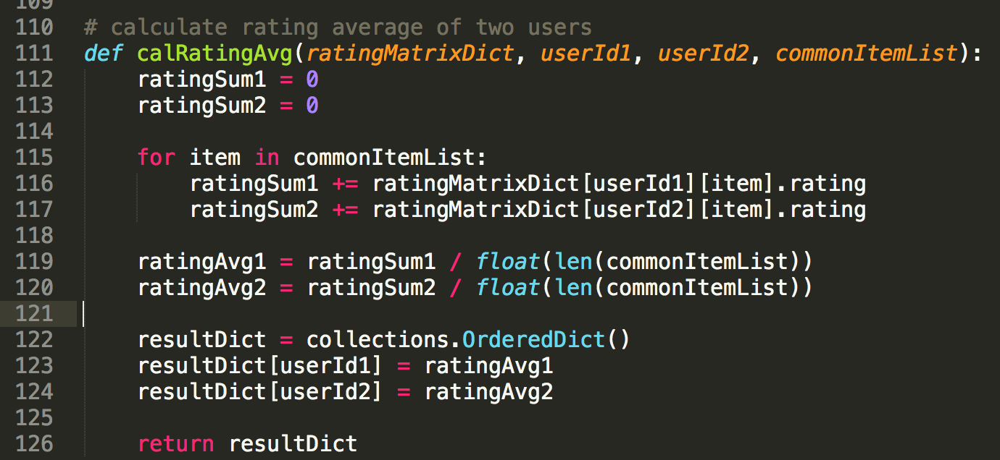 109
110 # calculate rating average of two users
111 def calRatingAvg(ratingMatrixDict, userId1, userId2, commonItemList):
112     ratingSum1 = 0
113     ratingSum2 = 0
114
115     for item in commonItemList:
116         ratingSum1 += ratingMatrixDict[userId1][item].rating
117         ratingSum2 += ratingMatrixDict[userId2][item].rating
118
119     ratingAvg1 = ratingSum1 / float(len(commonItemList))
120     ratingAvg2 = ratingSum2 / float(len(commonItemList))
121
122     resultDict = collections.OrderedDict()
123     resultDict[userId1] = ratingAvg1
124     resultDict[userId2] = ratingAvg2
125
126     return resultDict